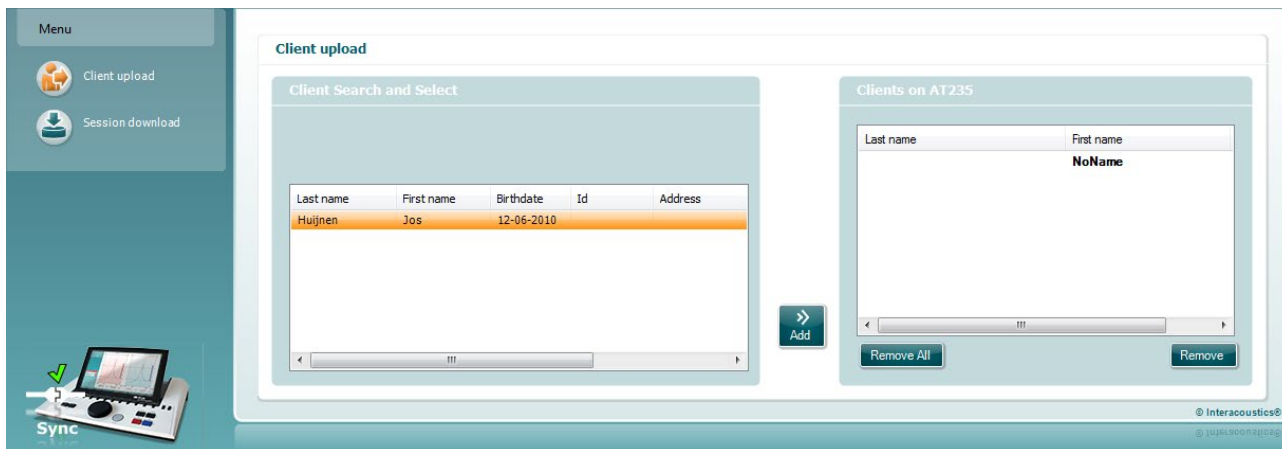 Menu
Client upload
Session download
Sync
Client upload
Client Search and Select
Last name First name Birthdate Id Address
Huijnen Jos 12-06-2010
Add
Clients on AT235
Last name First name
NoName
Remove All Remove
© Interacoustics®